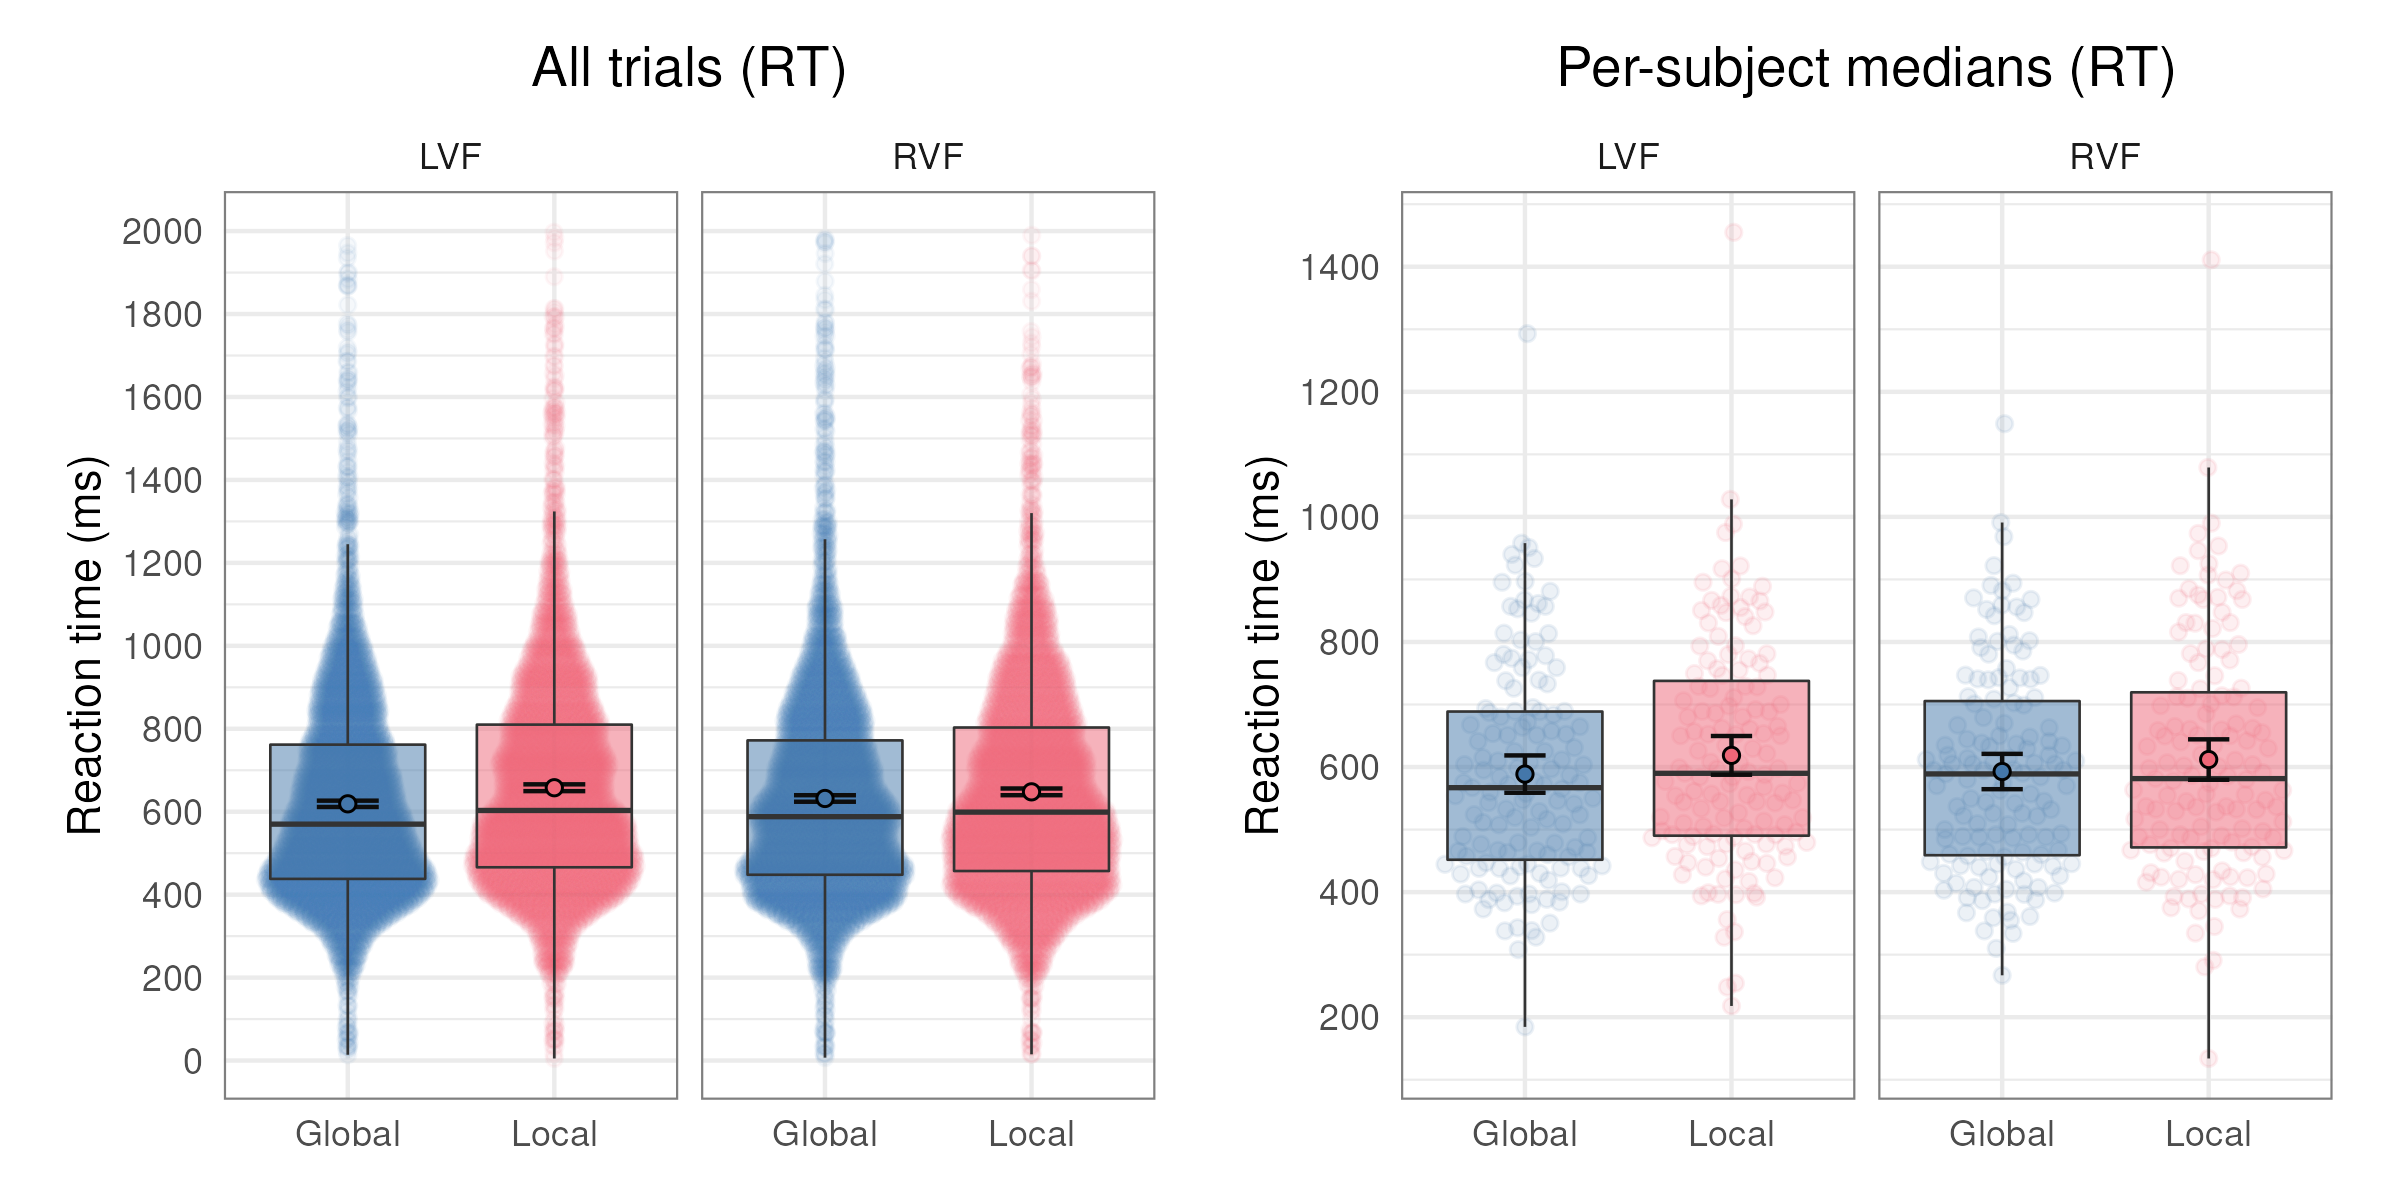 All trials (RT)
LVF
RVF
Reaction time (ms)
2000
1800
1600
1400
1200
1000
800
600
400
200
0
Global
Local
Global
Local
Per-subject medians (RT)
LVF
RVF
Reaction time (ms)
1400
1200
1000
800
600
400
200
Global
Local
Global
Local